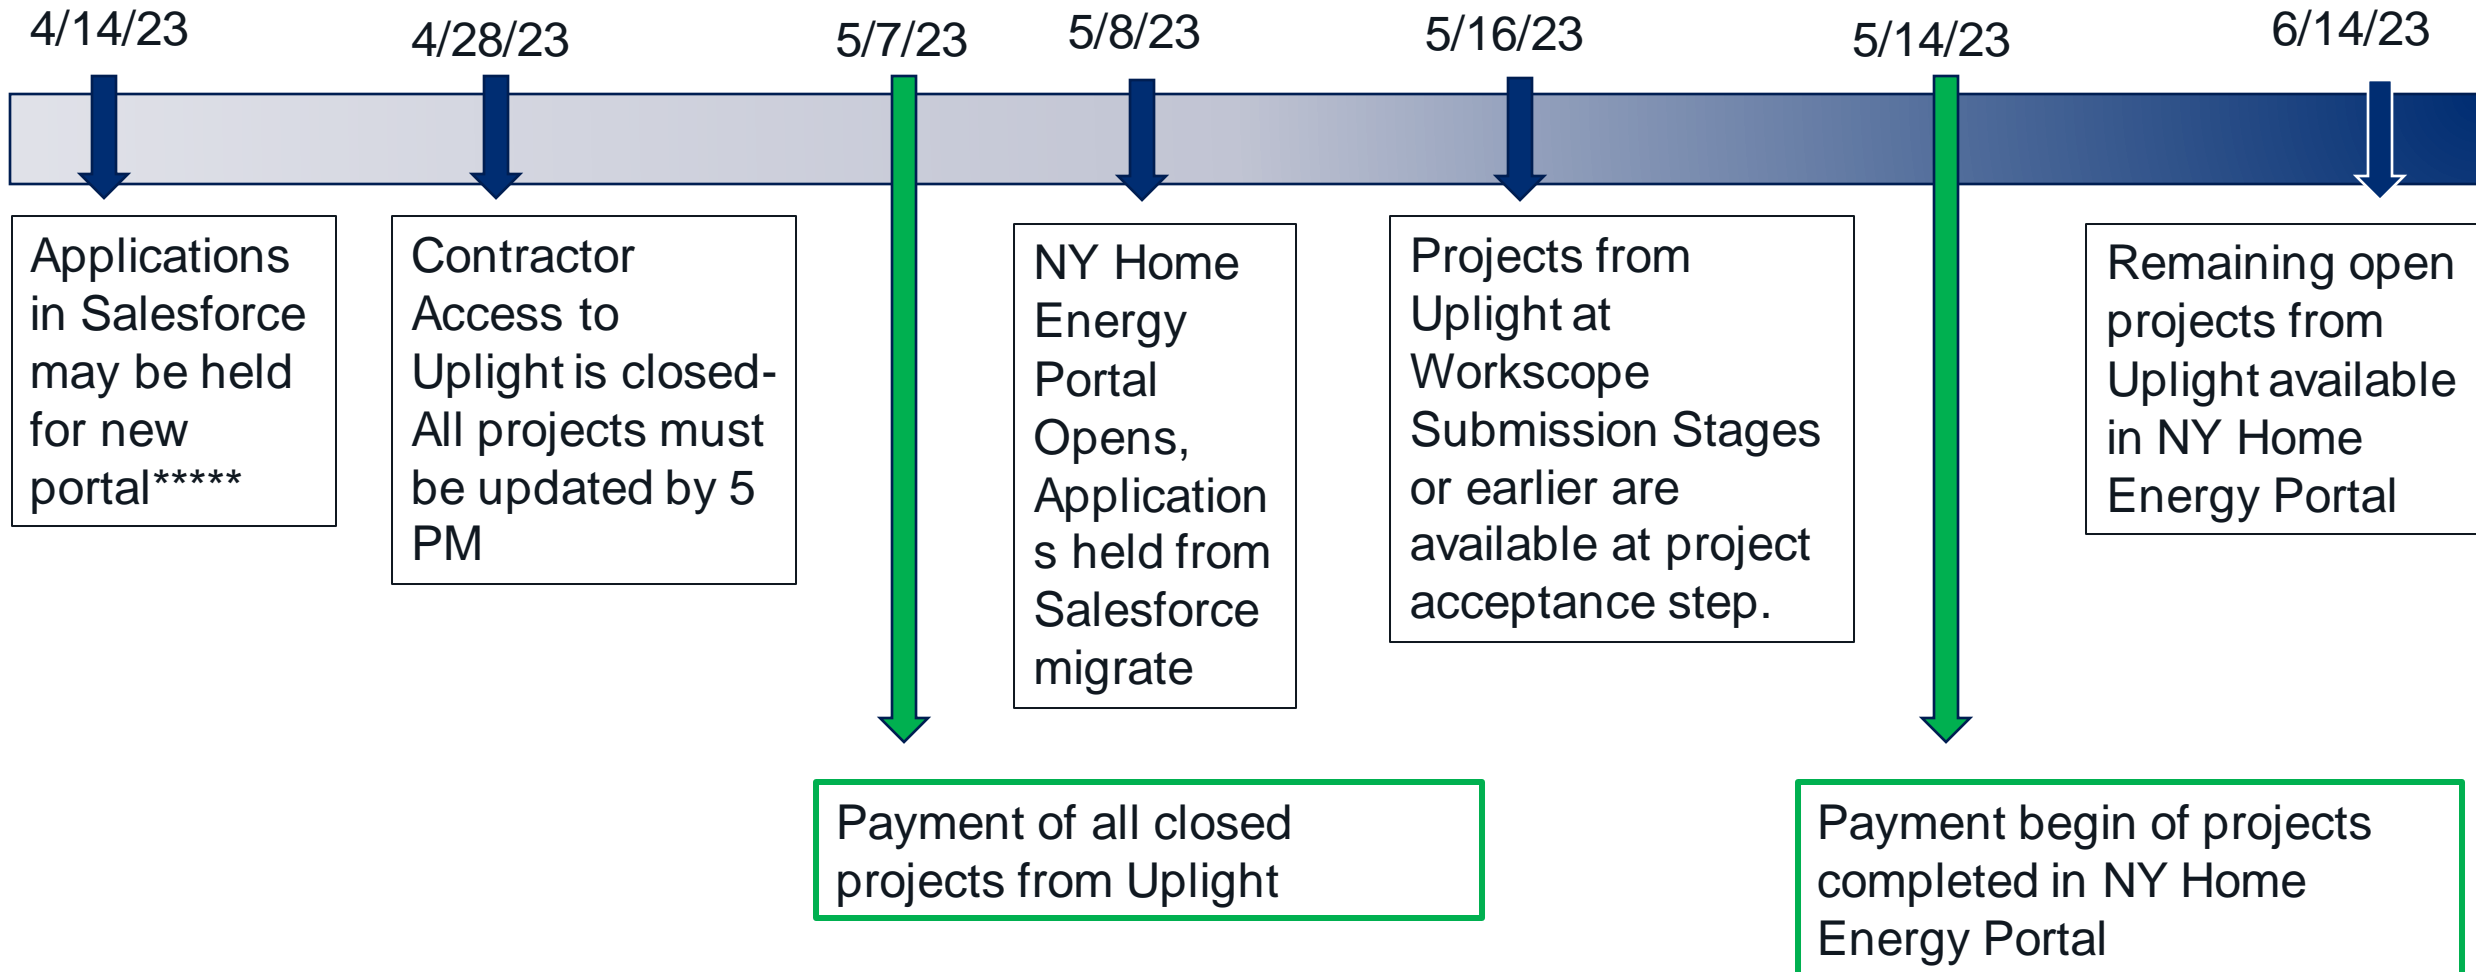 4/14/23
4/28/23
5/7/23
5/8/23
5/16/23
5/14/23
6/14/23
Applications
in Salesforce
may be held
for new
portal*****
Contractor
Access to
Uplight is closed-
All projects must
be updated by 5
PM
NY Home
Energy
Portal
Opens,
Application
s held from
Salesforce
migrate
Projects from
Uplight at
Workscope
Submission Stages
or earlier are
available at project
acceptance step.
Remaining open
projects from
Uplight available
in NY Home
Energy Portal
Payment of all closed
projects from Uplight
Payment begin of projects
completed in NY Home
Energy Portal